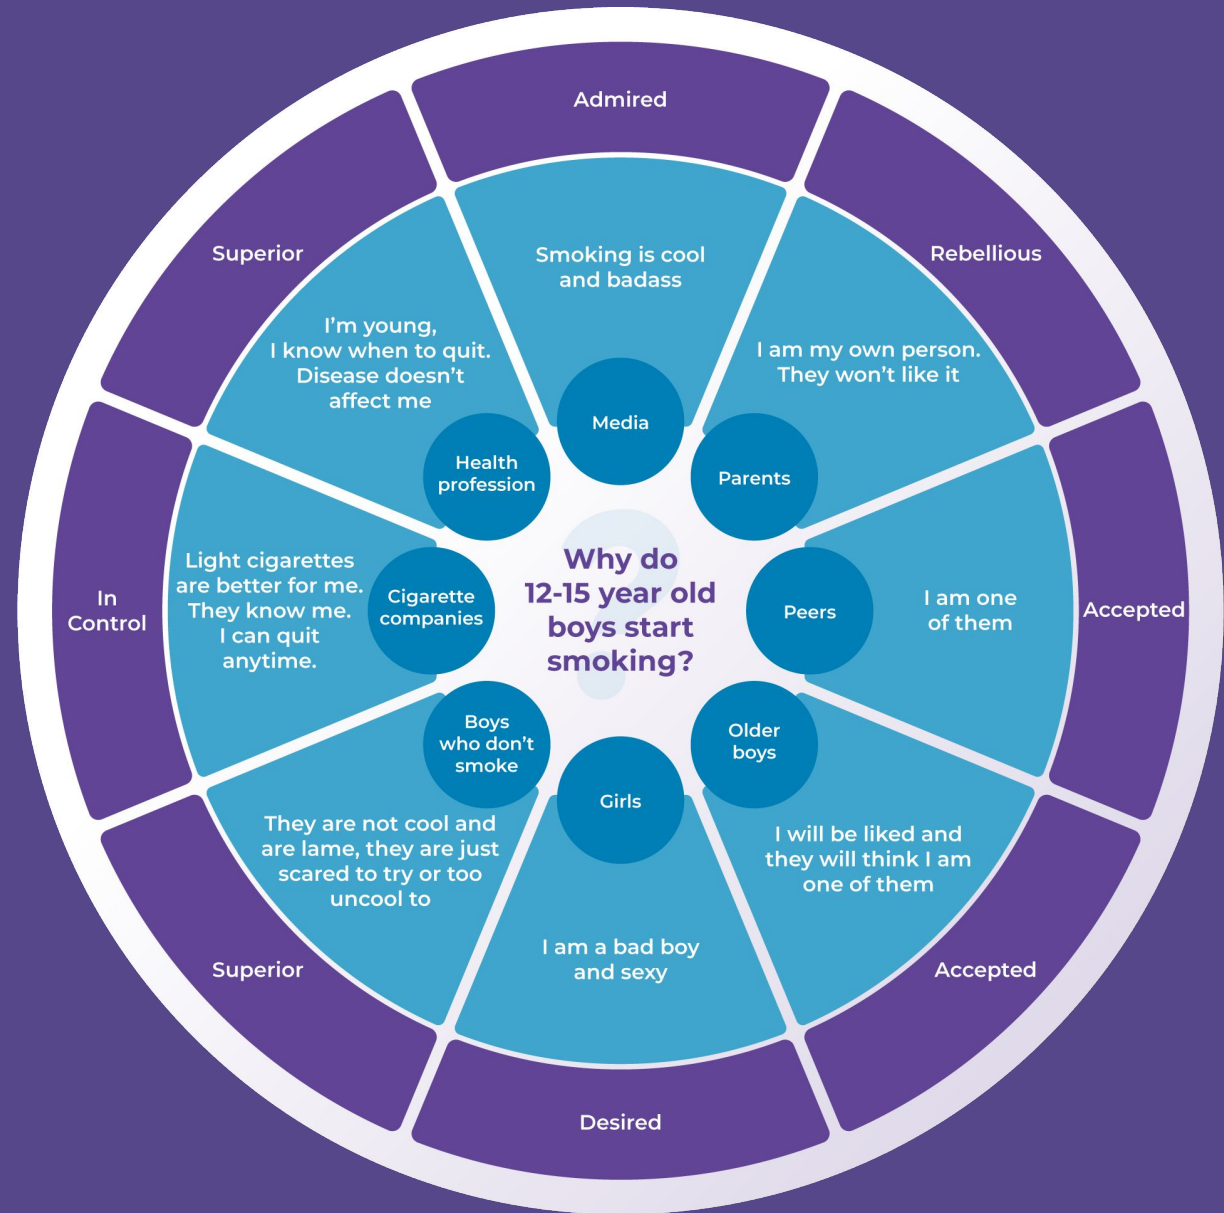 Why do
12-15 year old
boys start
smoking?
Media
Smoking is cool
and badass
Admired
Parents
I am my own person.
They won’t like it
Rebellious
Peers
I am one
of them
Accepted
Older
boys
I will be liked and
they will think I am
one of them
Accepted
Girls
I am a bad boy
and sexy
Desired
Boys
who don’t
smoke
They are not cool and
are lame, they are just
scared to try or too
uncool to
Superior
Cigarette
companies
Light cigarettes
are better for me.
They know me.
I can quit
anytime.
In
Control
Health
profession
I’m young,
I know when to quit.
Disease doesn’t
affect me
Superior
?